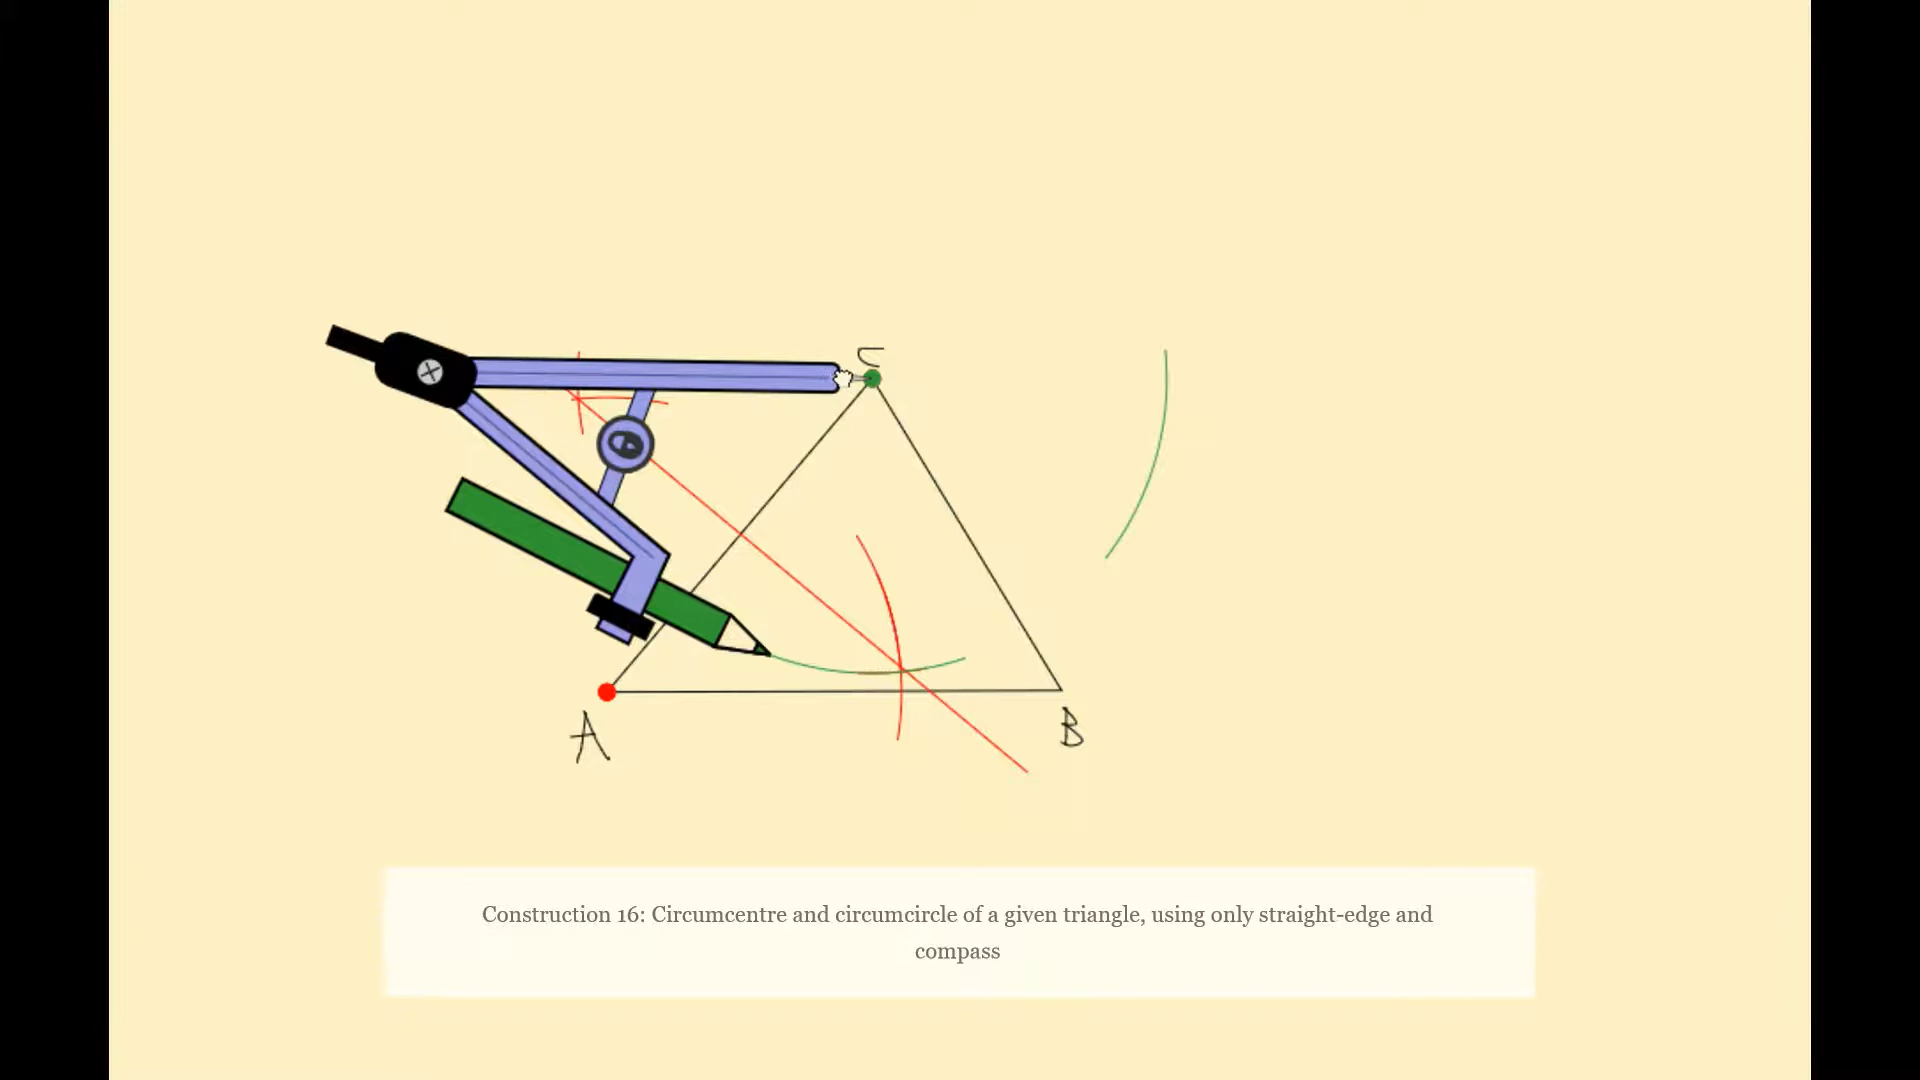 C
A
B
Construction 16: Circumcentre and circumcircle of a given triangle, using only straight-edge and
compass